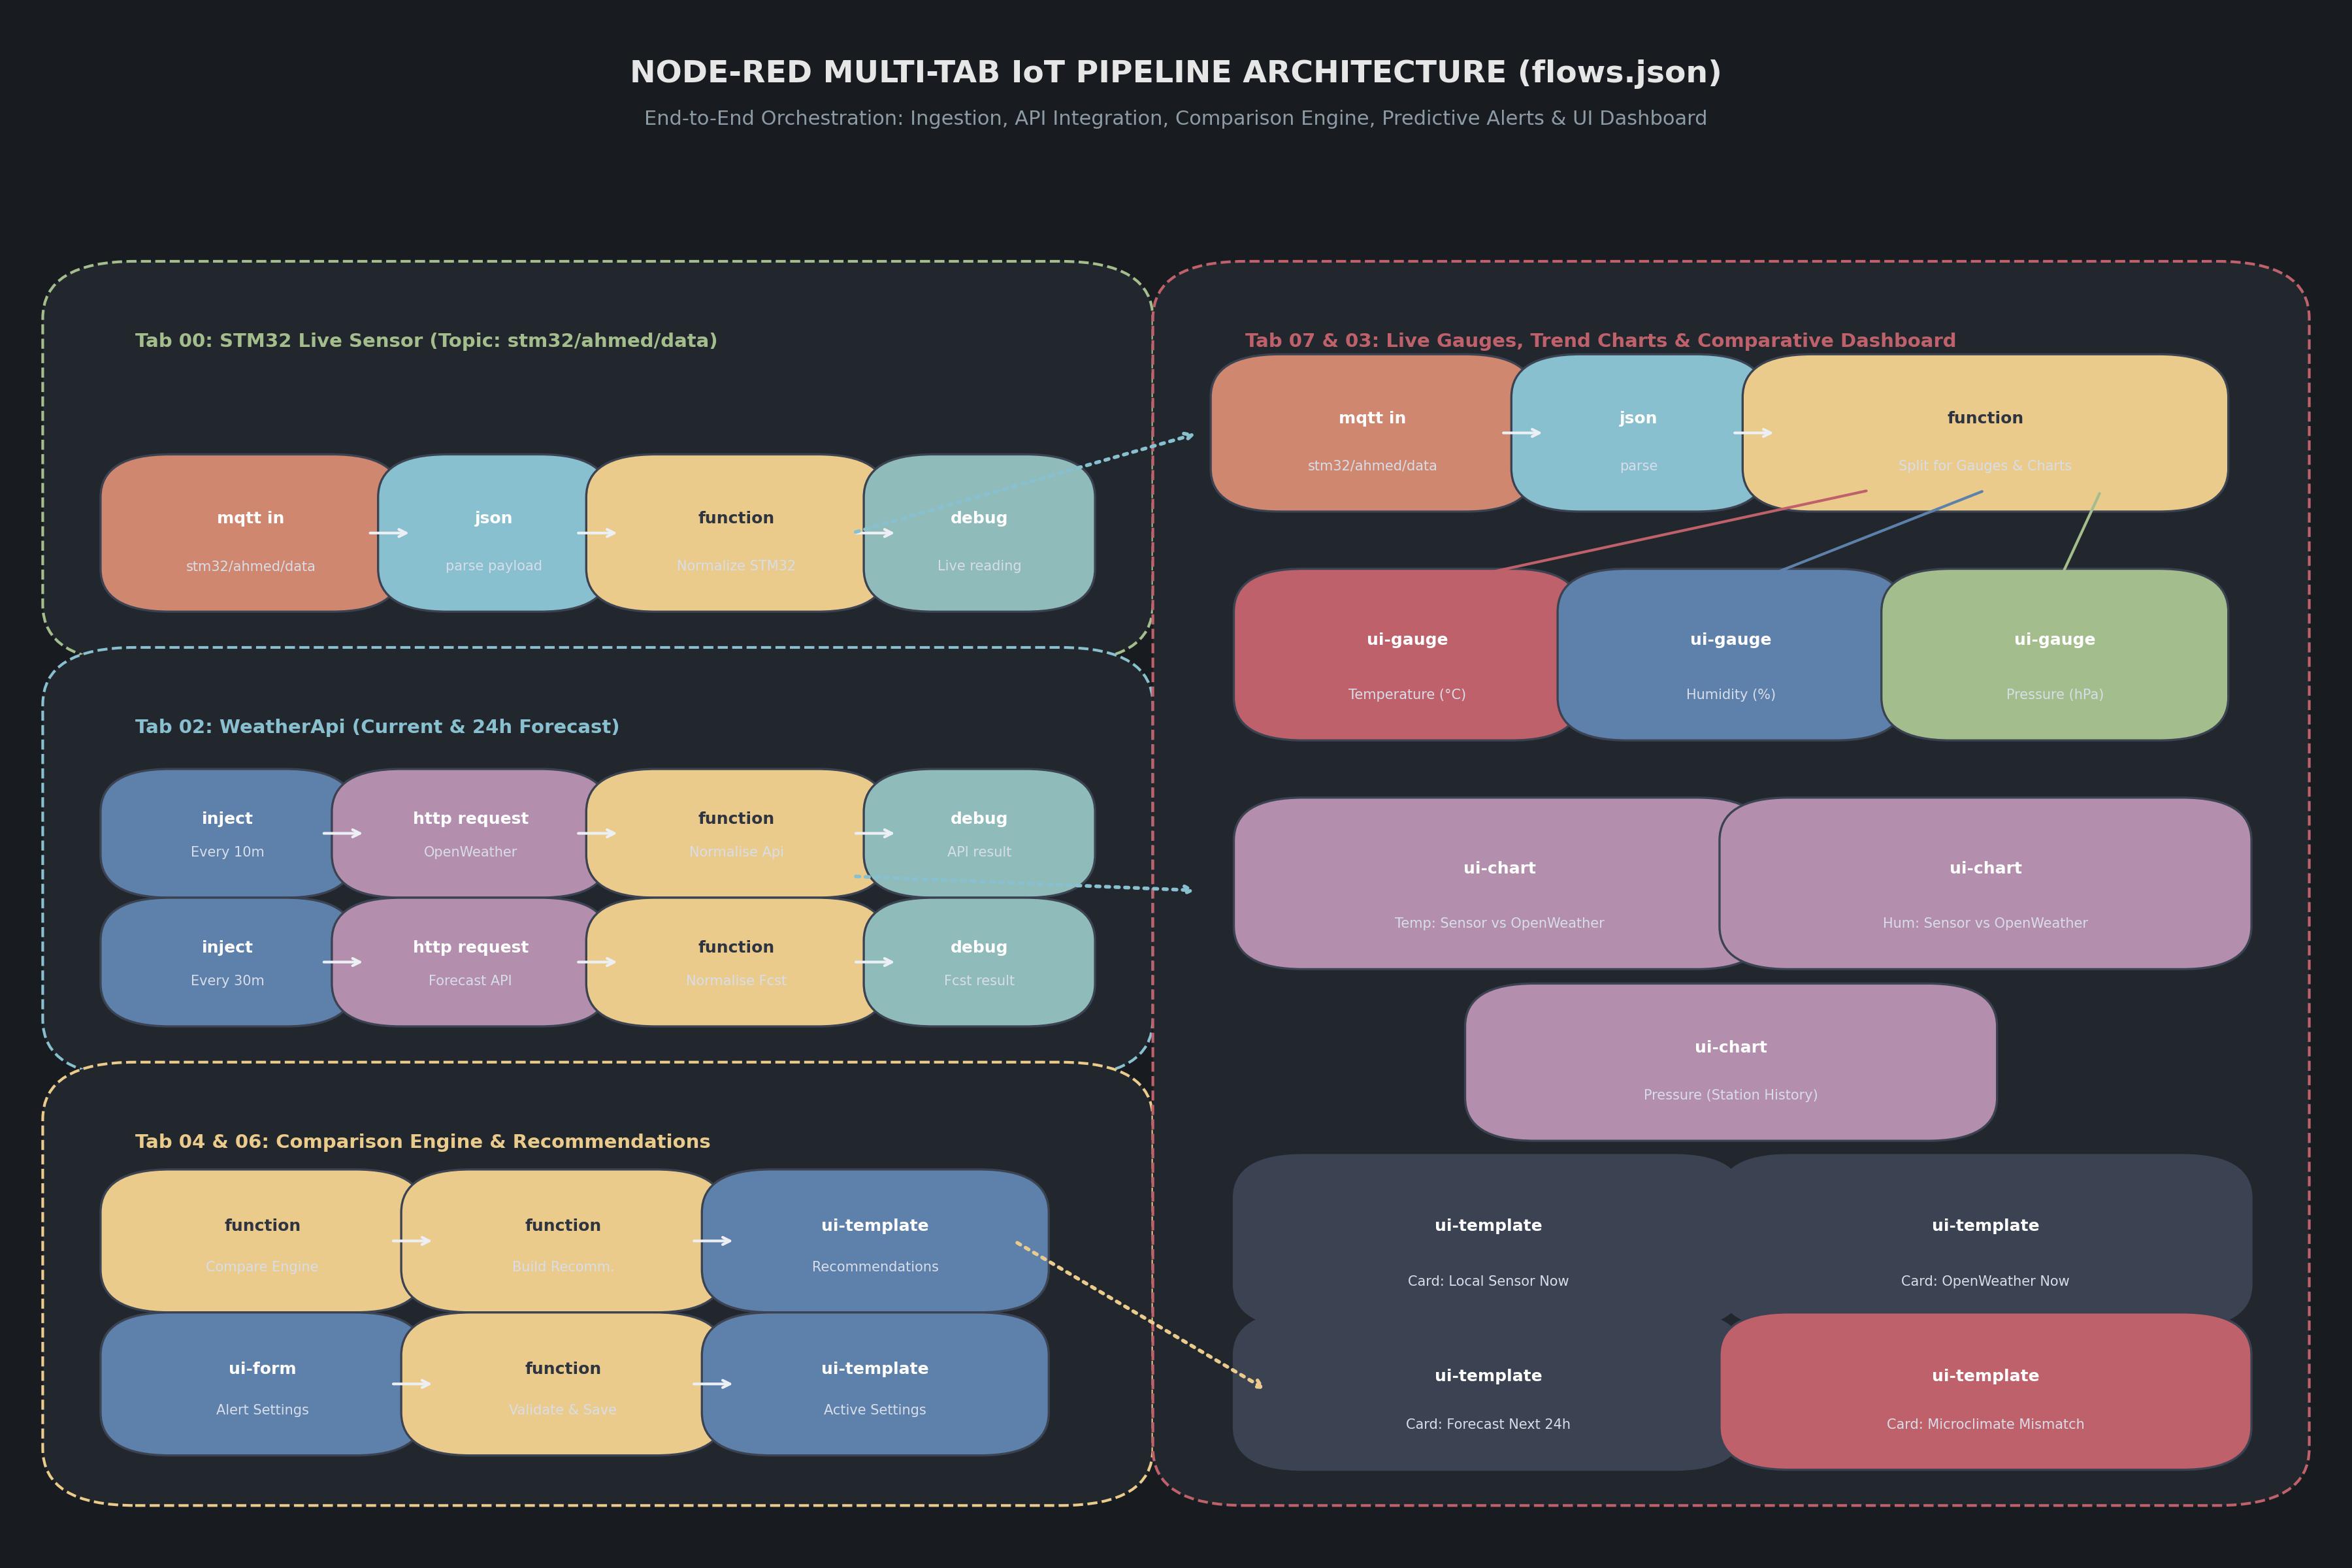 NODE-RED MULTI-TAB IoT PIPELINE ARCHITECTURE (flows.json)
End-to-End Orchestration: Ingestion, API Integration, Comparison Engine, Predictive Alerts & UI Dashboard
Tab 00: STM32 Live Sensor (Topic: stm32/ahmed/data)
mqtt in
stm32/ahmed/data
json
parse payload
function
Normalize STM32
debug
Live reading
Tab 02: WeatherApi (Current & 24h Forecast)
inject
Every 10m
http request
OpenWeather
function
Normalise Api
debug
API result
inject
Every 30m
http request
Forecast API
function
Normalise Fcst
debug
Fcst result
Tab 04 & 06: Comparison Engine & Recommendations
function
Compare Engine
function
Build Recomm.
ui-template
Recommendations
ui-form
Alert Settings
function
Validate & Save
ui-template
Active Settings
Tab 07 & 03: Live Gauges, Trend Charts & Comparative Dashboard
mqtt in
stm32/ahmed/data
json
parse
function
Split for Gauges & Charts
ui-gauge
Temperature (°C)
ui-gauge
Humidity (%)
ui-gauge
Pressure (hPa)
ui-chart
Temp: Sensor vs OpenWeather
ui-chart
Hum: Sensor vs OpenWeather
ui-chart
Pressure (Station History)
ui-template
Card: Local Sensor Now
ui-template
Card: OpenWeather Now
ui-template
Card: Forecast Next 24h
ui-template
Card: Microclimate Mismatch